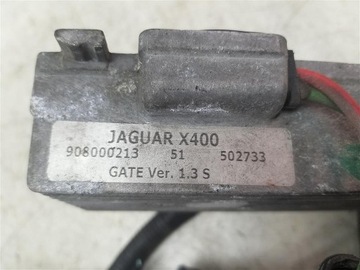 JAGUAR X400
908000213 51 502733
GATE Ver. 1.3 S